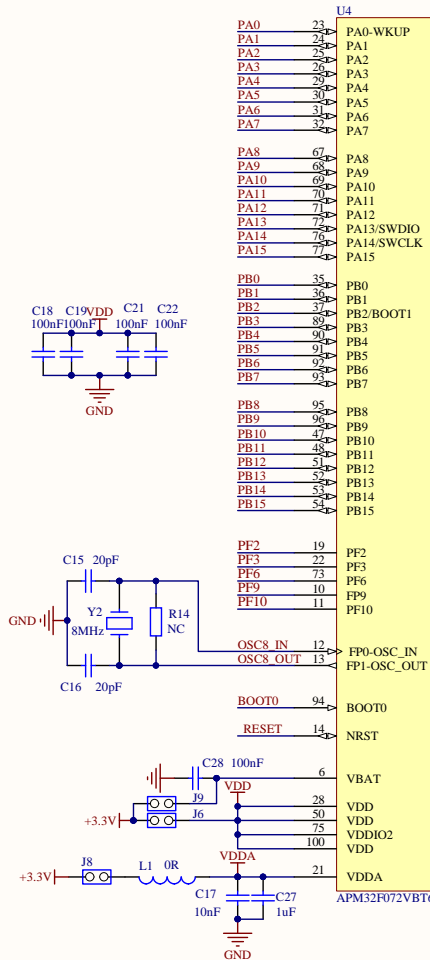 U4
PA0 23 PA0-WKUP
PA1 24 PA1
PA2 25 PA2
PA3 26 PA3
PA4 29 PA4
PA5 30 PA5
PA6 31 PA6
PA7 32 PA7
PA8 67 PA8
PA9 68 PA9
PA10 69 PA10
PA11 70 PA11
PA12 71 PA12
PA13 72 PA13/SWDIO
PA14 76 PA14/SWCLK
PA15 77 PA15
PB0 35 PB0
PB1 36 PB1
PB2 37 PB2/BOOT1
PB3 89 PB3
PB4 90 PB4
PB5 91 PB5
PB6 92 PB6
PB7 93 PB7
C18 C19 VDD C21 C22
100nF 100nF 100nF 100nF
GND
PB8 95 PB8
PB9 96 PB9
PB10 47 PB10
PB11 48 PB11
PB12 51 PB12
PB13 52 PB13
PB14 53 PB14
PB15 54 PB15
PF2 19 PF2
PF3 22 PF3
PF6 73 PF6
PF9 10 FP9
PF10 11 PF10
C15 20pF
GND
Y2
8MHz
R14
NC
C16 20pF
OSC8_IN 12 FP0-OSC_IN
OSC8_OUT 13 FP1-OSC_OUT
BOOT0 94 BOOT0
RESET 14 NRST
C28 100nF 6 VBAT
J9 VDD
28 VDD
+3.3V J6 50 VDD
75 VDDIO2
100 VDD
VDDA
+3.3V J8 L1 0R 21 VDDA
C17 C27
10nF 1uF
GND
APM32F072VBT6